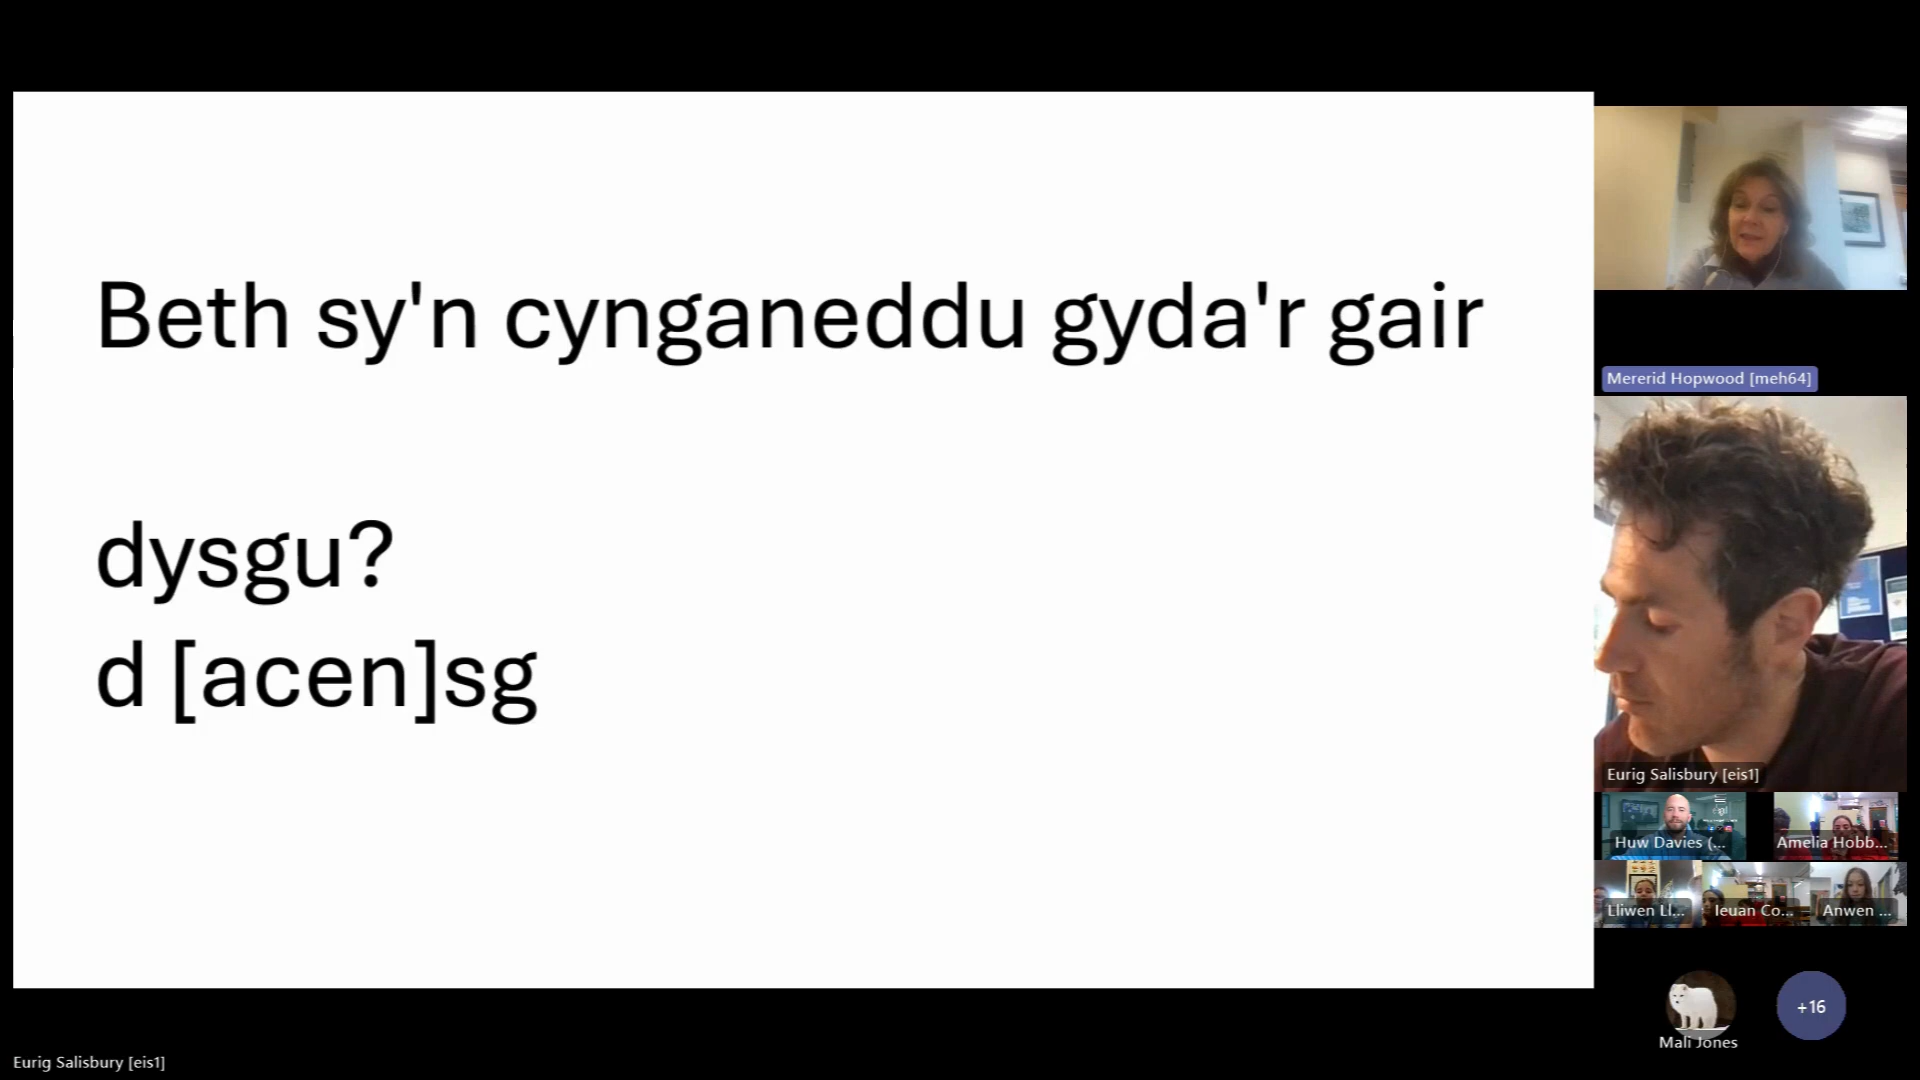 Beth sy'n cynganeddu gyda'r gair
dysgu?
d [acen]sg
Mererid Hopwood [meh64]
Eurig Salisbury [eis1]
Huw Davies (...
Amelia Hobb...
Lliwen Ll...
Ieuan Co...
Anwen ...
Mali Jones
+16
Eurig Salisbury [eis1]